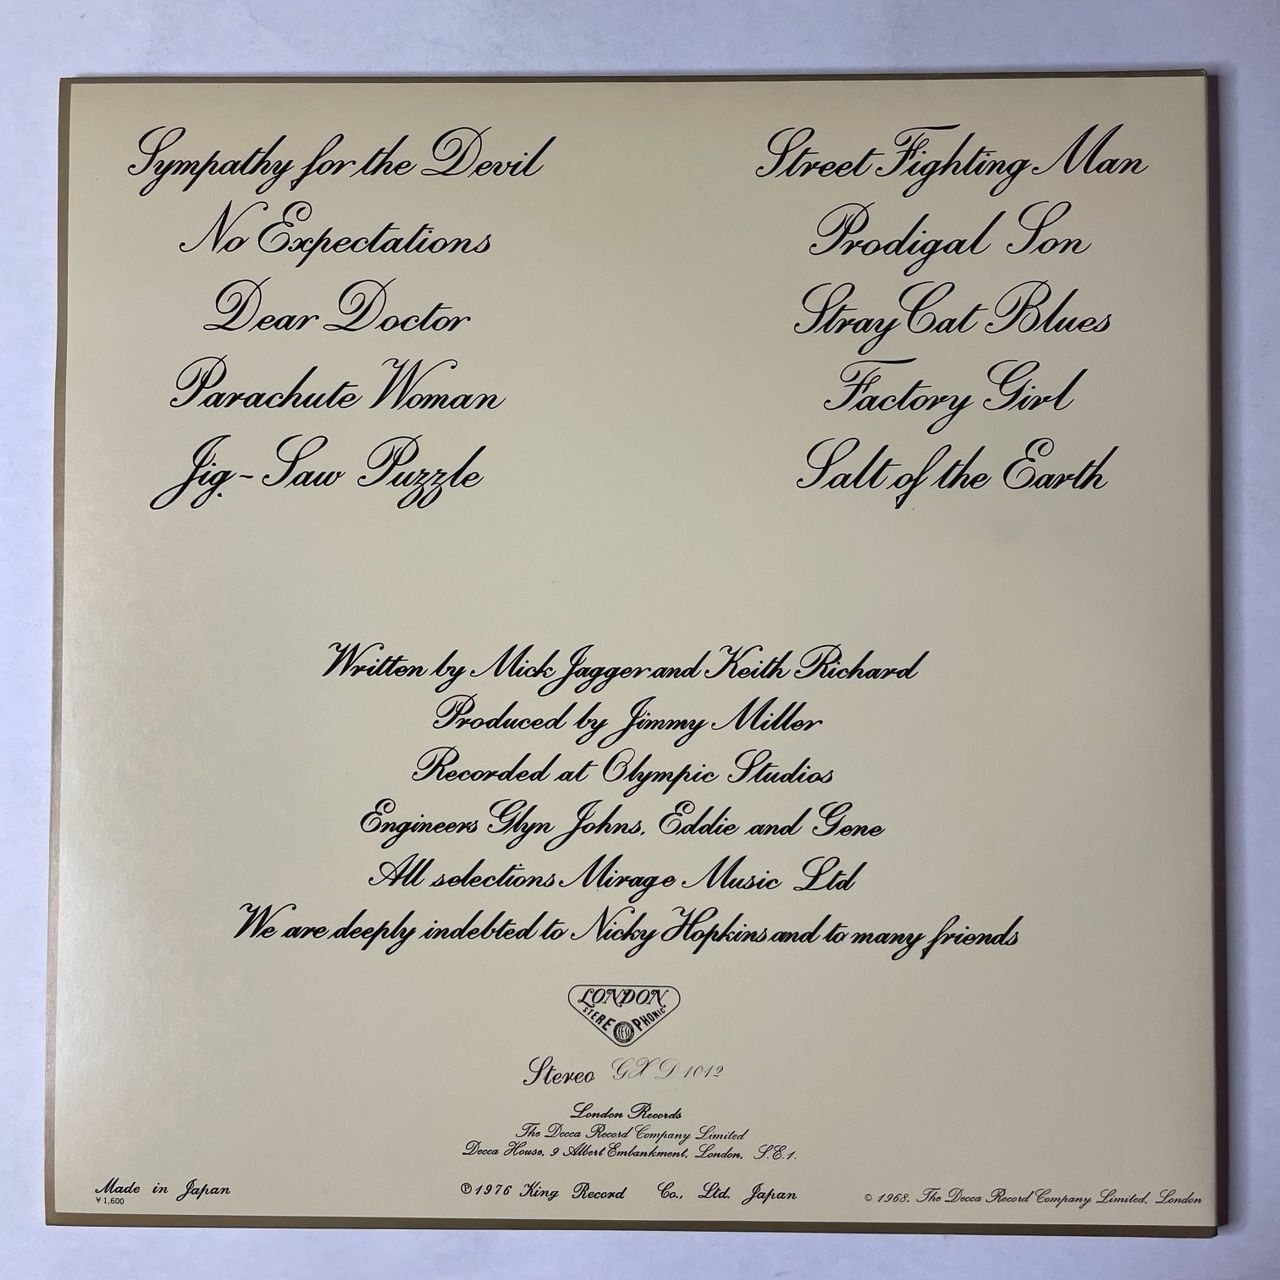 Sympathy for the Devil
No Expectations
Dear Doctor
Parachute Woman
Jig-Saw Puzzle
Street Fighting Man
Prodigal Son
Stray Cat Blues
Factory Girl
Salt of the Earth
Written by Mick Jagger and Keith Richard
Produced by Jimmy Miller
Recorded at Olympic Studios
Engineers Glyn Johns, Eddie and Gene
All selections Mirage Music Ltd
We are deeply indebted to Nicky Hopkins and to many friends
LONDON
STEREOPHONIC
Stereo GXD 1012
London Records
The Decca Record Company Limited
Decca House, 9 Albert Embankment, London, S.E.1.
Made in Japan
¥1,600
℗1976 King Record Co., Ltd. Japan
© 1968, The Decca Record Company Limited, London